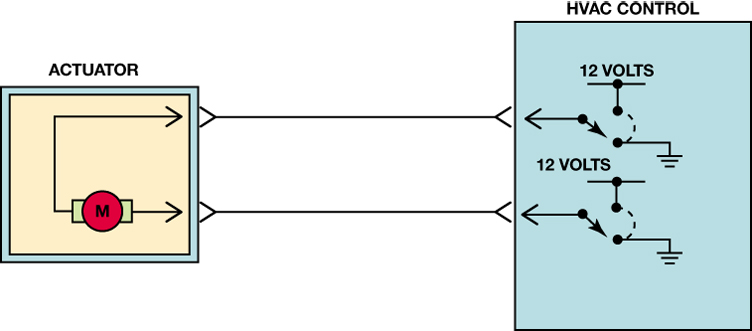 HVAC CONTROL
ACTUATOR
12 VOLTS
12 VOLTS
M